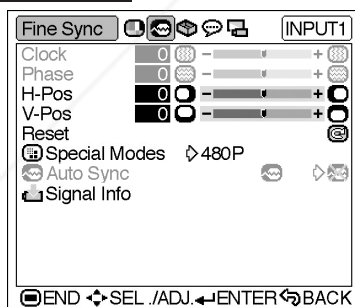 Fine Sync INPUT1
Clock 0 - +
Phase 0 - +
H-Pos 0 - +
V-Pos 0 - +
Reset
Special Modes 480P
Auto Sync
Signal Info
END SEL./ADJ. ENTER BACK